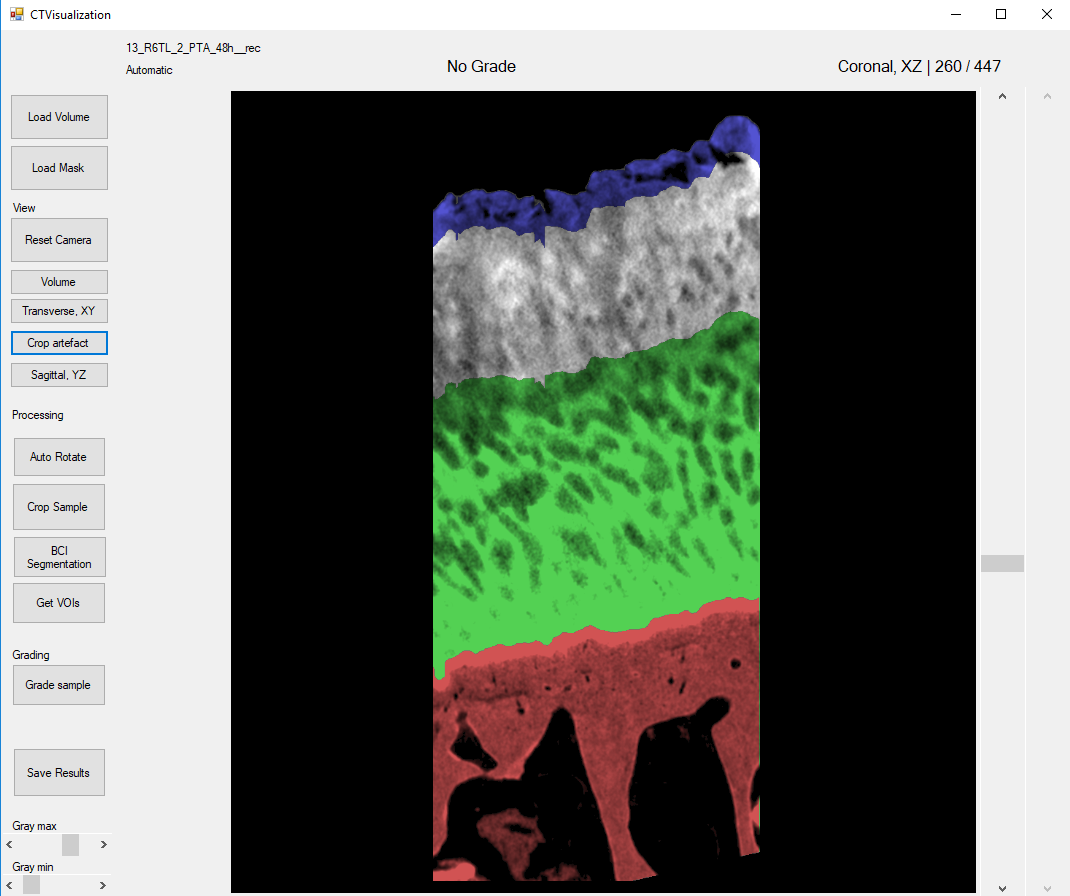 CTVisualization
13_R6TL_2_PTA_48h__rec
Automatic
No Grade
Coronal, XZ | 260 / 447
Load Volume
Load Mask
View
Reset Camera
Volume
Transverse, XY
Crop artefact
Sagittal, YZ
Processing
Auto Rotate
Crop Sample
BCI
Segmentation
Get VOIs
Grading
Grade sample
Save Results
Gray max
Gray min